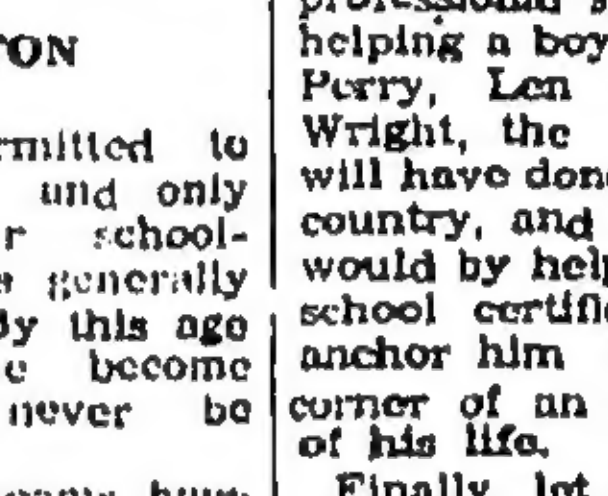 TON
rmitted to
and only
r school-
generally
By this age
e become
never be
professional s
helping a boy
Perry, Len
Wright, the
will have done
country, and
would by help
school certific
anchor him
corner of an
of his life.
Finally let